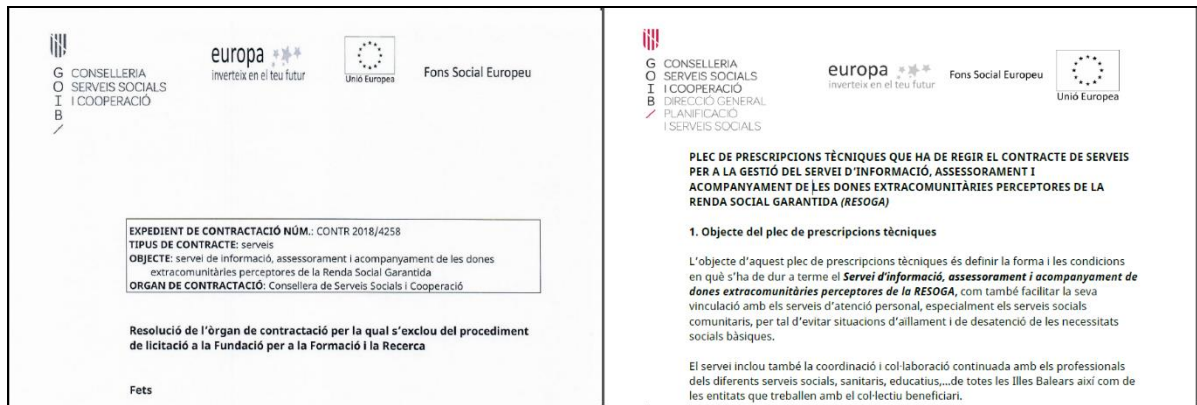 G CONSELLERIA
O SERVEIS SOCIALS
I I COOPERACIÓ
B
/
europa
inverteix en el teu futur
Unió Europea
Fons Social Europeu
EXPEDIENT DE CONTRACTACIÓ NÚM.: CONTR 2018/4258
TIPUS DE CONTRACTE: serveis
OBJECTE: servei de informació, assessorament i acompanyament de les dones
extracomunitàries perceptores de la Renda Social Garantida
ORGAN DE CONTRACTACIÓ: Consellera de Serveis Socials i Cooperació
Resolució de l'òrgan de contractació per la qual s'exclou del procediment
de licitació a la Fundació per a la Formació i la Recerca
Fets
G CONSELLERIA
O SERVEIS SOCIALS
I I COOPERACIÓ
B DIRECCIÓ GENERAL
/ PLANIFICACIÓ
I SERVEIS SOCIALS
europa
inverteix en el teu futur
Fons Social Europeu
Unió Europea
PLEC DE PRESCRIPCIONS TÈCNIQUES QUE HA DE REGIR EL CONTRACTE DE SERVEIS
PER A LA GESTIÓ DEL SERVEI D'INFORMACIÓ, ASSESSORAMENT I
ACOMPANYAMENT DE LES DONES EXTRACOMUNITÀRIES PERCEPTORES DE LA
RENDA SOCIAL GARANTIDA (RESOGA)
1. Objecte del plec de prescripcions tècniques
L'objecte d'aquest plec de prescripcions tècniques és definir la forma i les condicions
en què s'ha de dur a terme el Servei d'informació, assessorament i acompanyament de
dones extracomunitàries perceptores de la RESOGA, com també facilitar la seva
vinculació amb els serveis d'atenció personal, especialment els serveis socials
comunitaris, per tal d'evitar situacions d'aïllament i de desatenció de les necessitats
socials bàsiques.
El servei inclou també la coordinació i col·laboració continuada amb els professionals
dels diferents serveis socials, sanitaris, educatius,...de totes les Illes Balears així com de
les entitats que treballen amb el col·lectiu beneficiari.